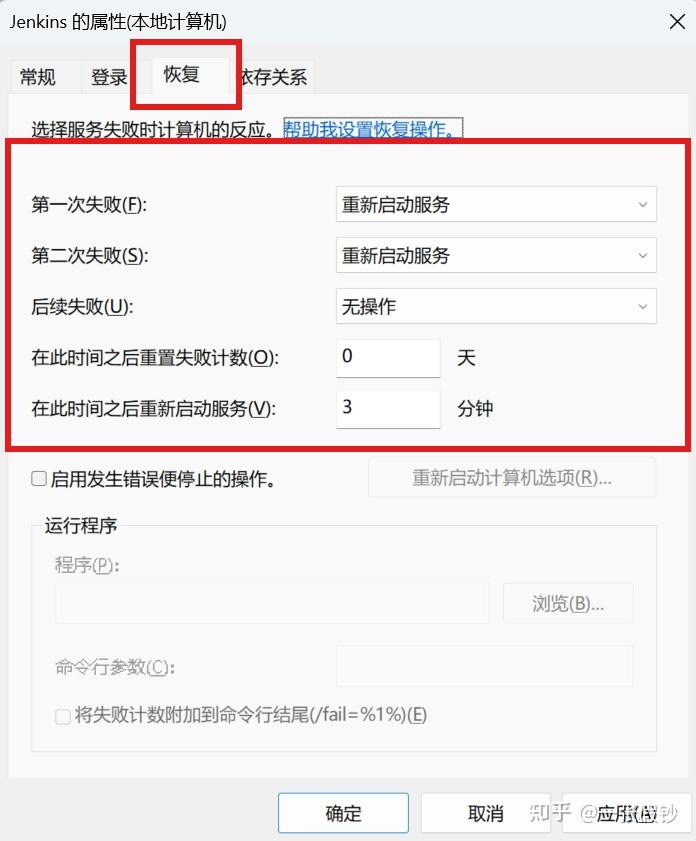 Jenkins 的属性(本地计算机)
常规 登录 恢复 依存关系
选择服务失败时计算机的反应。帮助我设置恢复操作。
第一次失败(F): 重新启动服务
第二次失败(S): 重新启动服务
后续失败(U): 无操作
在此时间之后重置失败计数(O): 0 天
在此时间之后重新启动服务(V): 3 分钟
启用发生错误便停止的操作。 重新启动计算机选项(R)...
运行程序
程序(P):
浏览(B)...
命令行参数(C):
将失败计数附加到命令行结尾(/fail=%1%)(E)
确定 取消
知乎